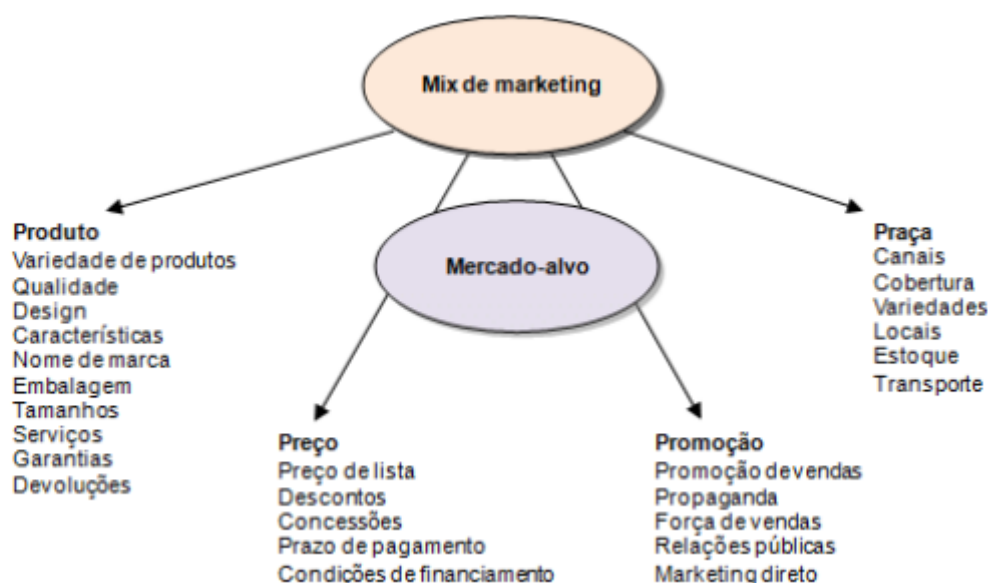 Mix de marketing
Mercado-alvo
Produto
Variedade de produtos
Qualidade
Design
Características
Nome de marca
Embalagem
Tamanhos
Serviços
Garantias
Devoluções
Preço
Preço de lista
Descontos
Concessões
Prazo de pagamento
Condições de financiamento
Promoção
Promoção de vendas
Propaganda
Força de vendas
Relações públicas
Marketing direto
Praça
Canais
Cobertura
Variedades
Locais
Estoque
Transporte